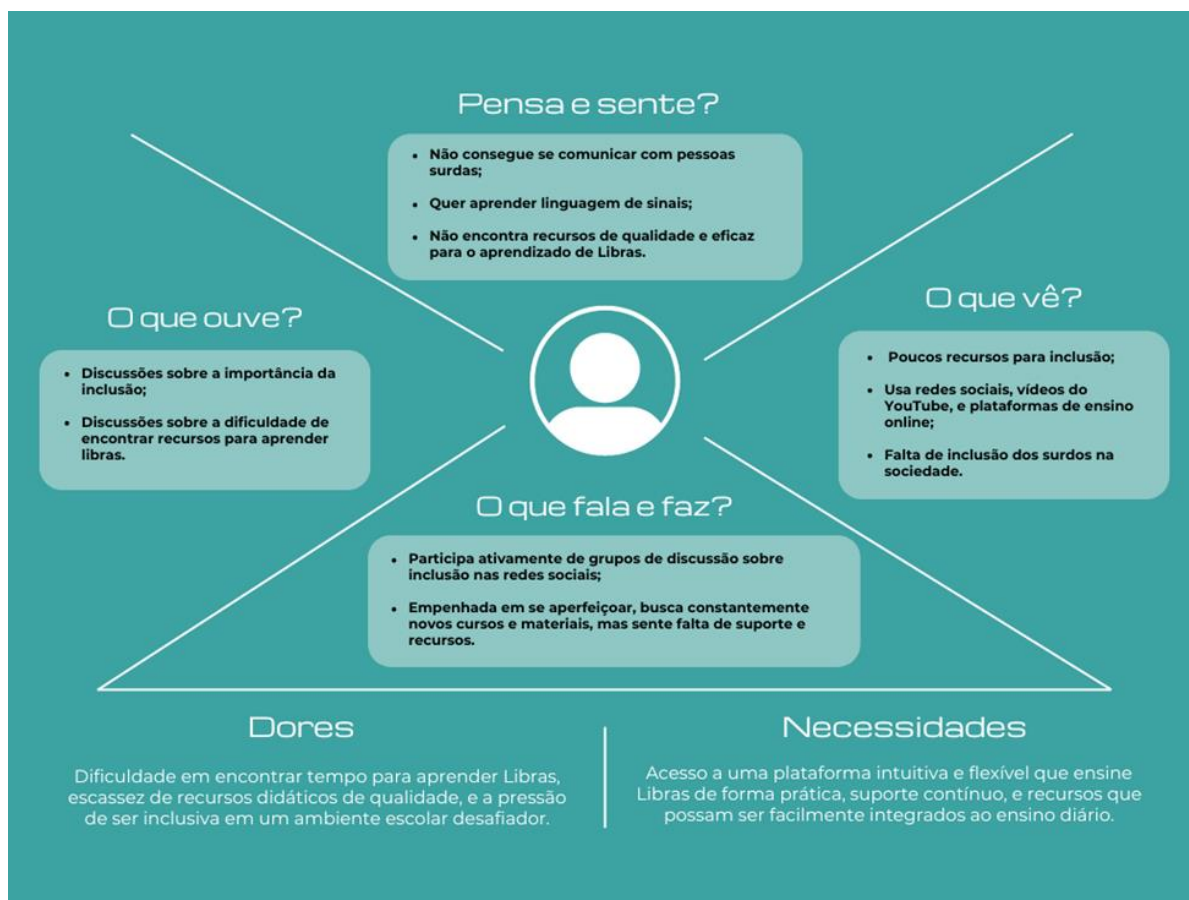 Pensa e sente?
• Não consegue se comunicar com pessoas
surdas;
• Quer aprender linguagem de sinais;
• Não encontra recursos de qualidade e eficaz
para o aprendizado de Libras.
O que ouve?
• Discussões sobre a importância da
inclusão;
• Discussões sobre a dificuldade de
encontrar recursos para aprender
libras.
O que vê?
• Poucos recursos para inclusão;
• Usa redes sociais, vídeos do
YouTube, e plataformas de ensino
online;
• Falta de inclusão dos surdos na
sociedade.
O que fala e faz?
• Participa ativamente de grupos de discussão sobre
inclusão nas redes sociais;
• Empenhada em se aperfeiçoar, busca constantemente
novos cursos e materiais, mas sente falta de suporte e
recursos.
Dores
Dificuldade em encontrar tempo para aprender Libras,
escassez de recursos didáticos de qualidade, e a pressão
de ser inclusiva em um ambiente escolar desafiador.
Necessidades
Acesso a uma plataforma intuitiva e flexível que ensine
Libras de forma prática, suporte contínuo, e recursos que
possam ser facilmente integrados ao ensino diário.